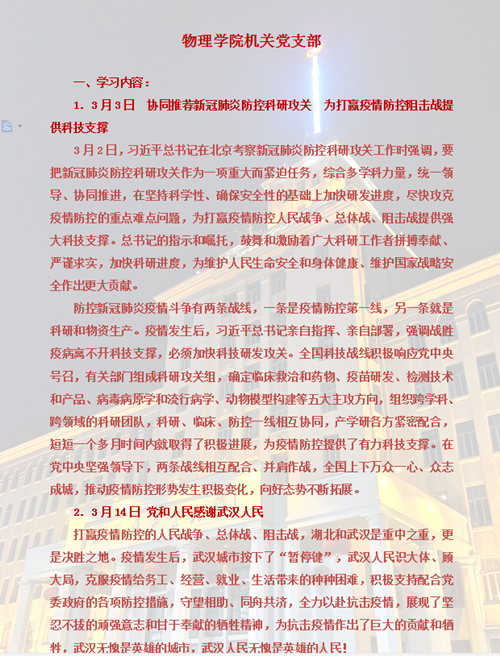 物理学院机关党支部
一、学习内容：
1．3月3日　协同推荐新冠肺炎防控科研攻关　为打赢疫情防控阻击战提
供科技支撑
3月2日，习近平总书记在北京考察新冠肺炎防控科研攻关工作时强调，要
把新冠肺炎防控科研攻关作为一项重大而紧迫任务，综合多学科力量，统一领
导、协同推进，在坚持科学性、确保安全性的基础上加快研发进度，尽快攻克
疫情防控的重点难点问题，为打赢疫情防控人民战争、总体战、阻击战提供强
大科技支撑。总书记的指示和嘱托，鼓舞和激励着广大科研工作者拼搏奉献、
严谨求实，加快科研进度，为维护人民生命安全和身体健康、维护国家战略安
全作出更大贡献。
防控新冠肺炎疫情斗争有两条战线，一条是疫情防控第一线，另一条就是
科研和物资生产。疫情发生后，习近平总书记亲自指挥、亲自部署，强调战胜
疫病离不开科技支撑，必须加快科技研发攻关。全国科技战线积极响应党中央
号召，有关部门组成科研攻关组，确定临床救治和药物、疫苗研发、检测技术
和产品、病毒病原学和流行病学、动物模型构建等五大主攻方向，组织跨学科、
跨领域的科研团队，科研、临床、防控一线相互协同，产学研各方紧密配合，
短短一个多月时间内就取得了积极进展，为疫情防控提供了有力科技支撑。在
党中央坚强领导下，两条战线相互配合、并肩作战，全国上下万众一心、众志
成城，推动疫情防控形势发生积极变化，向好态势不断拓展。
2．3月14日 党和人民感谢武汉人民
打赢疫情防控的人民战争、总体战、阻击战，湖北和武汉是重中之重，更
是决胜之地。疫情发生后，武汉城市按下了“暂停键”，武汉人民识大体、顾
大局，克服疫情给务工、经营、就业、生活带来的种种困难，积极支持配合党
委政府的各项防控措施，守望相助、同舟共济，全力以赴抗击疫情，展现了坚
忍不拔的顽强意志和甘于奉献的牺牲精神，为抗击疫情作出了巨大的贡献和牺
牲，武汉无愧是英雄的城市，武汉人民无愧是英雄的人民！